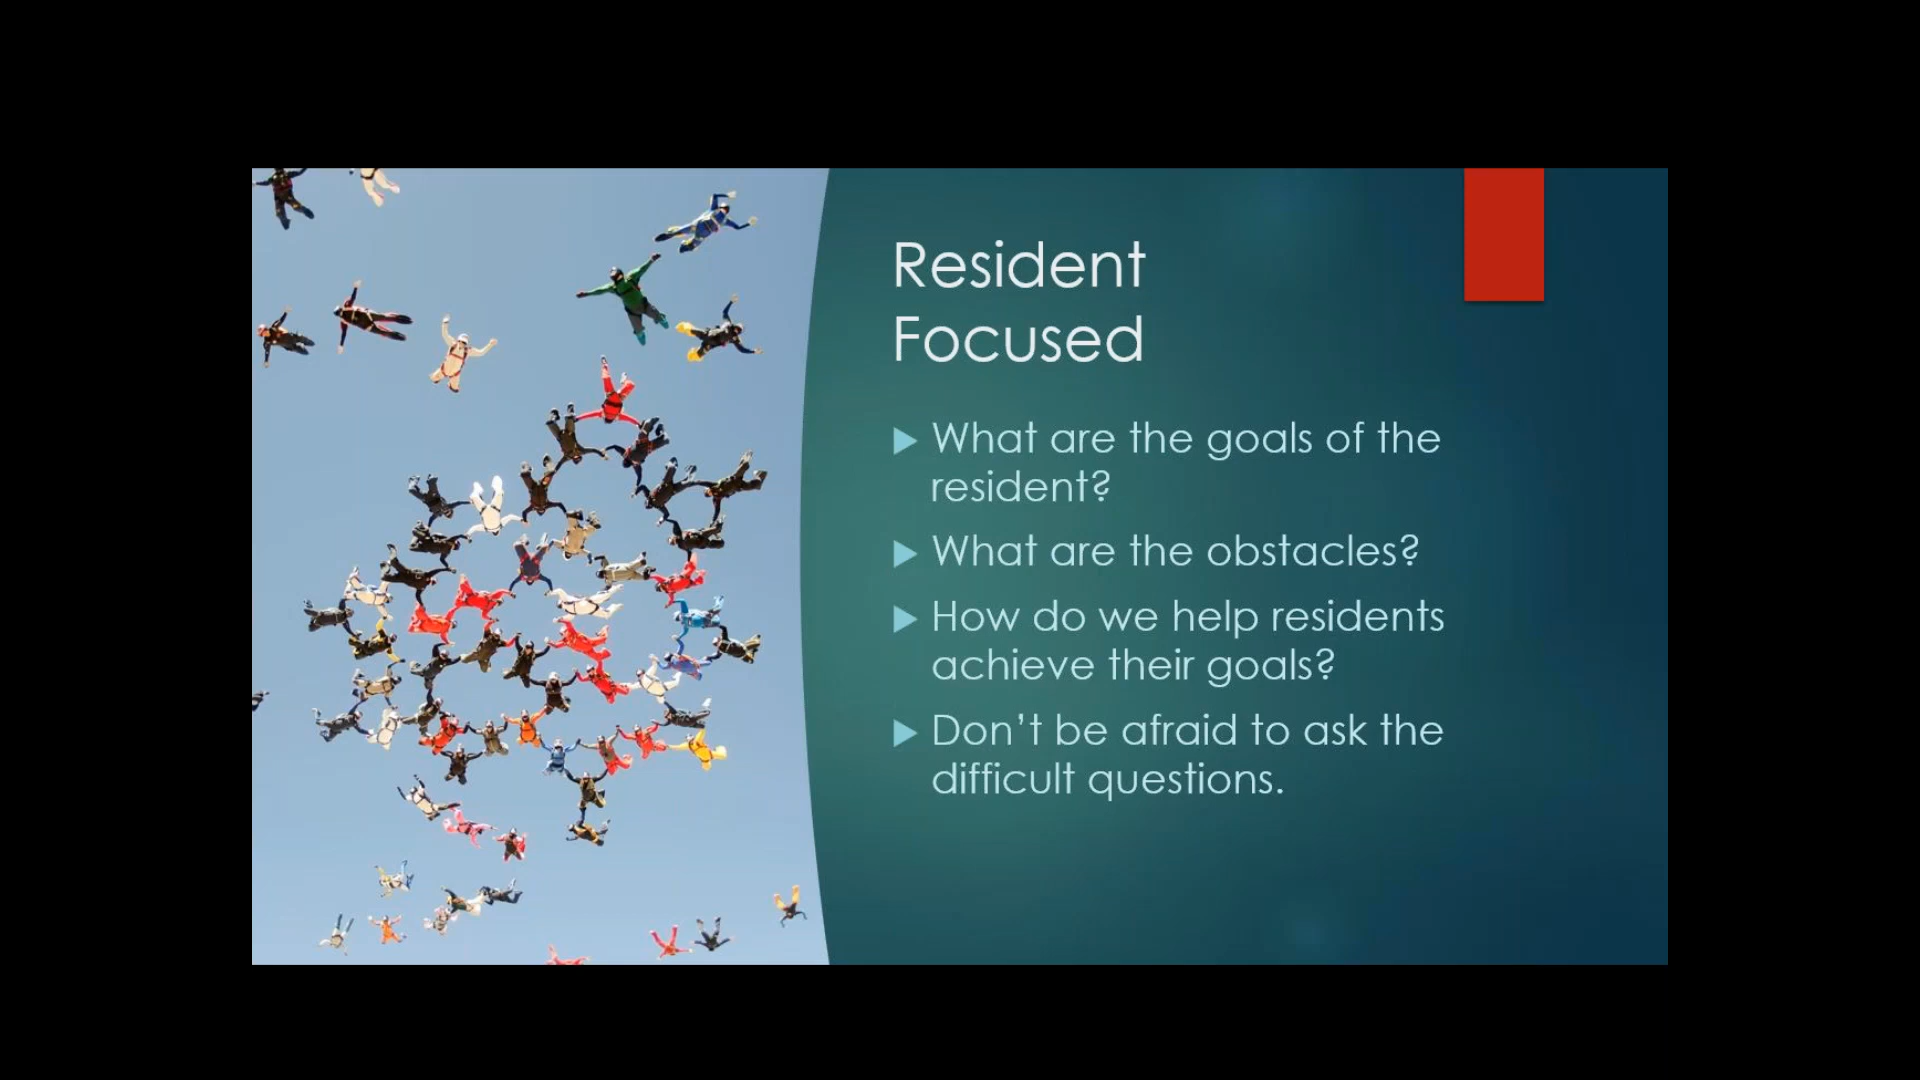 Resident
Focused
What are the goals of the
resident?
What are the obstacles?
How do we help residents
achieve their goals?
Don’t be afraid to ask the
difficult questions.